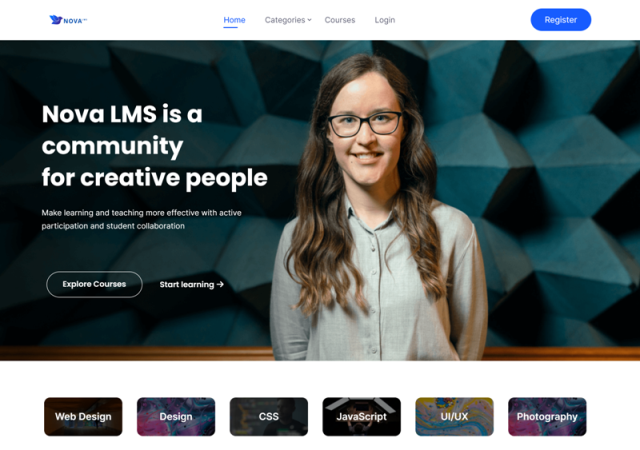 NOVA
Home Categories Courses Login Register
Nova LMS is a
community
for creative people
Make learning and teaching more effective with active
participation and student collaboration
Explore Courses Start learning →
Web Design Design CSS JavaScript UI/UX Photography